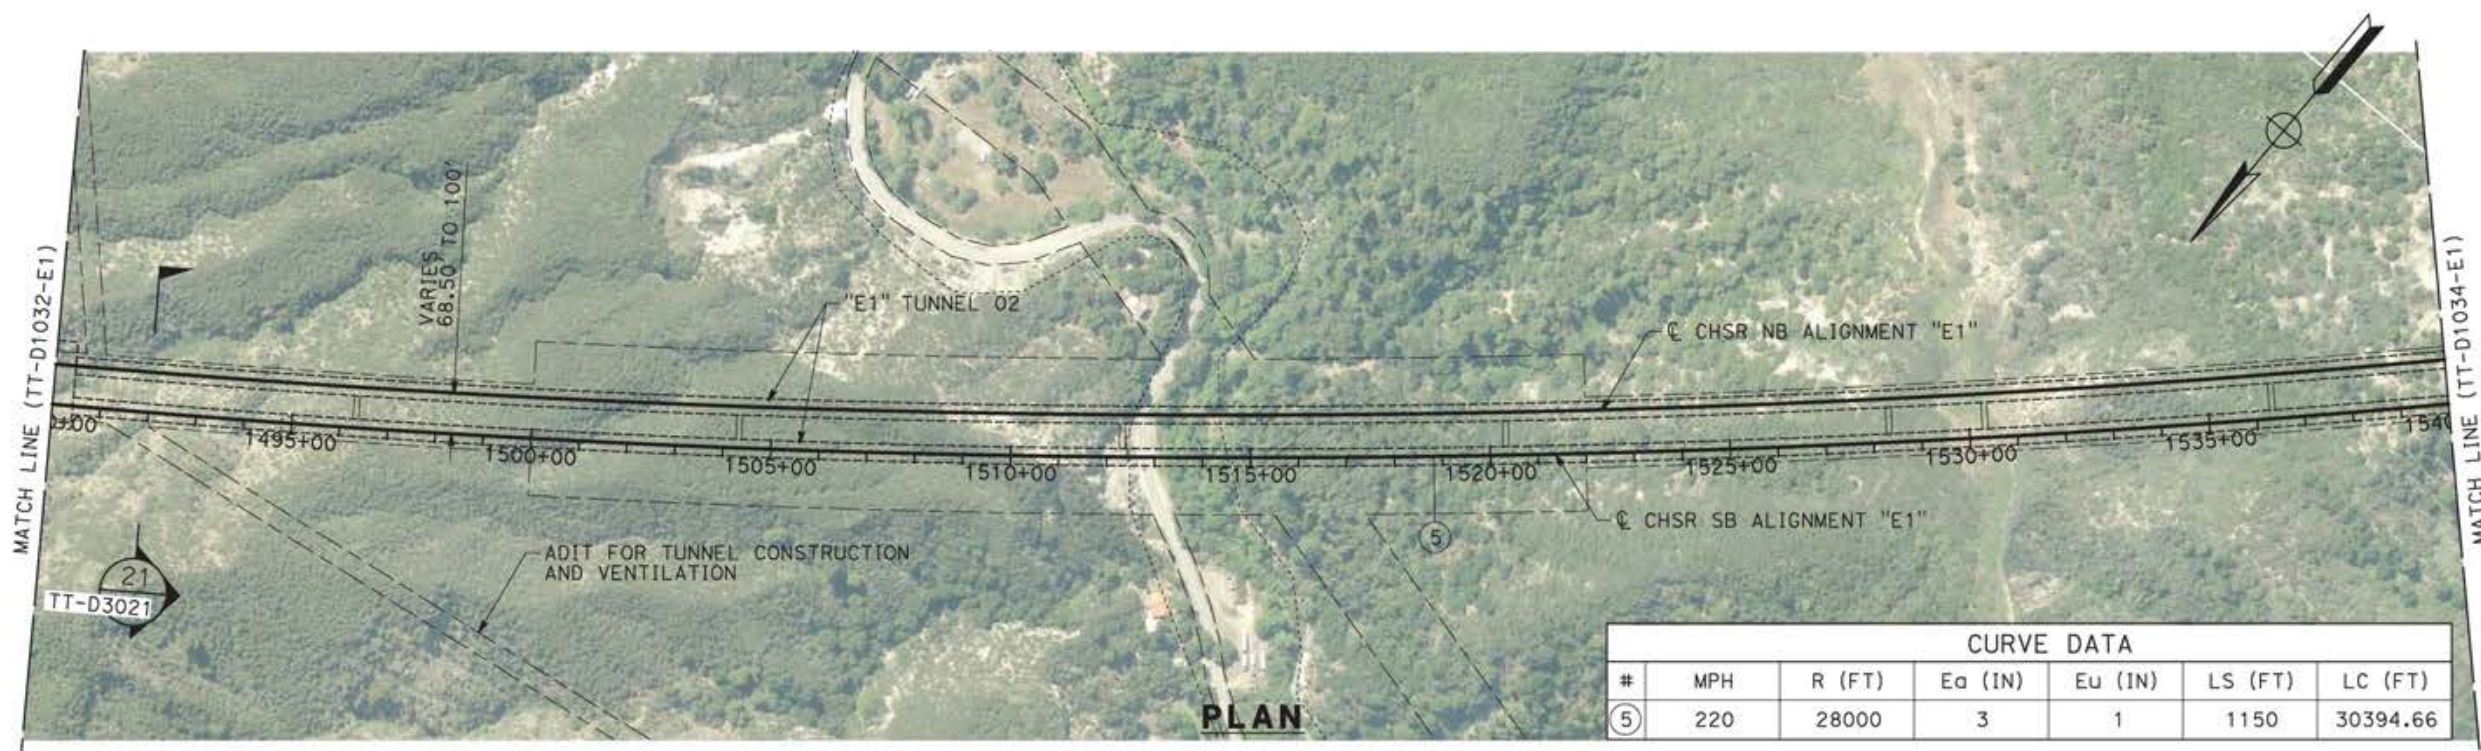 MATCH LINE (TT-D1032-E1)
VARIES
68.50' TO 100'
"E1" TUNNEL 02
℄ CHSR NB ALIGNMENT "E1"
MATCH LINE (TT-D1034-E1)
1495+00
1500+00
1505+00
1510+00
1515+00
1520+00
1525+00
1530+00
1535+00
℄ CHSR SB ALIGNMENT "E1"
5
ADIT FOR TUNNEL CONSTRUCTION
AND VENTILATION
21
TT-D3021
PLAN
CURVE DATA
# MPH R (FT) Ea (IN) Eu (IN) LS (FT) LC (FT)
5 220 28000 3 1 1150 30394.66